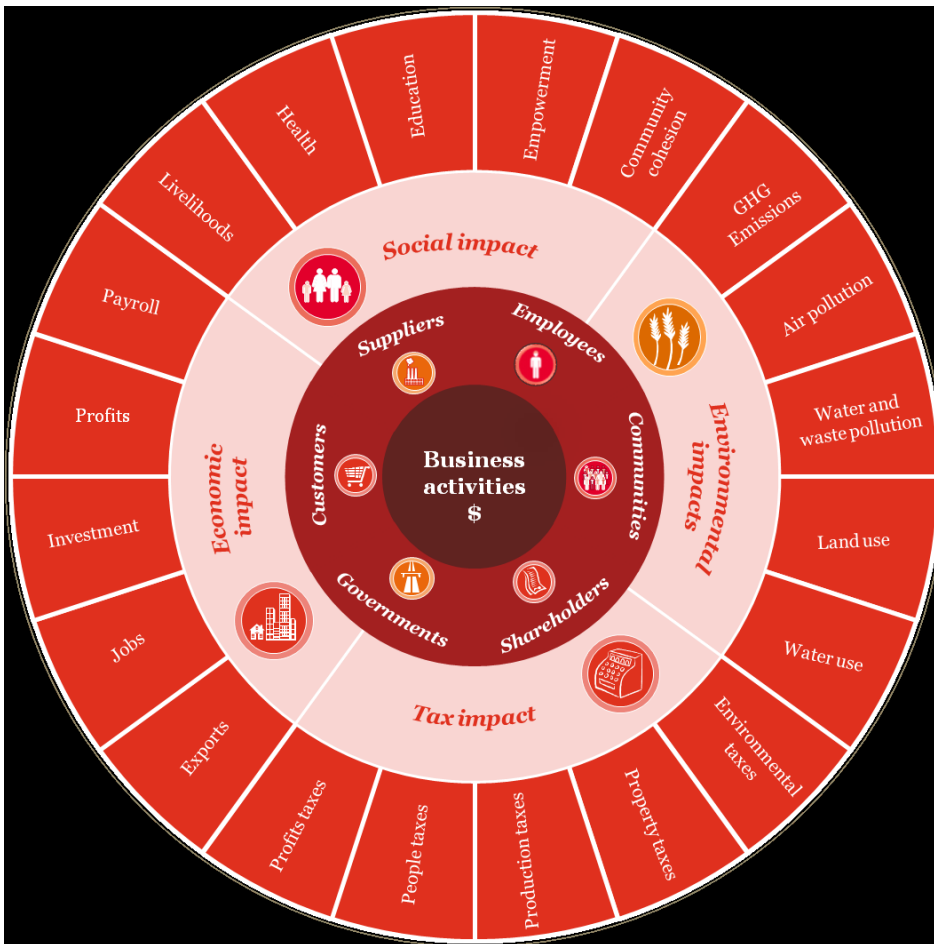 Business
activities
$
Suppliers
Employees
Communities
Shareholders
Governments
Customers
Social impact
Environmental
impacts
Tax impact
Economic
impact
Livelihoods
Health
Education
Empowerment
Community
cohesion
GHG
Emissions
Air pollution
Water and
waste pollution
Land use
Water use
Environmental
taxes
Property taxes
Production taxes
People taxes
Profits taxes
Exports
Jobs
Investment
Profits
Payroll